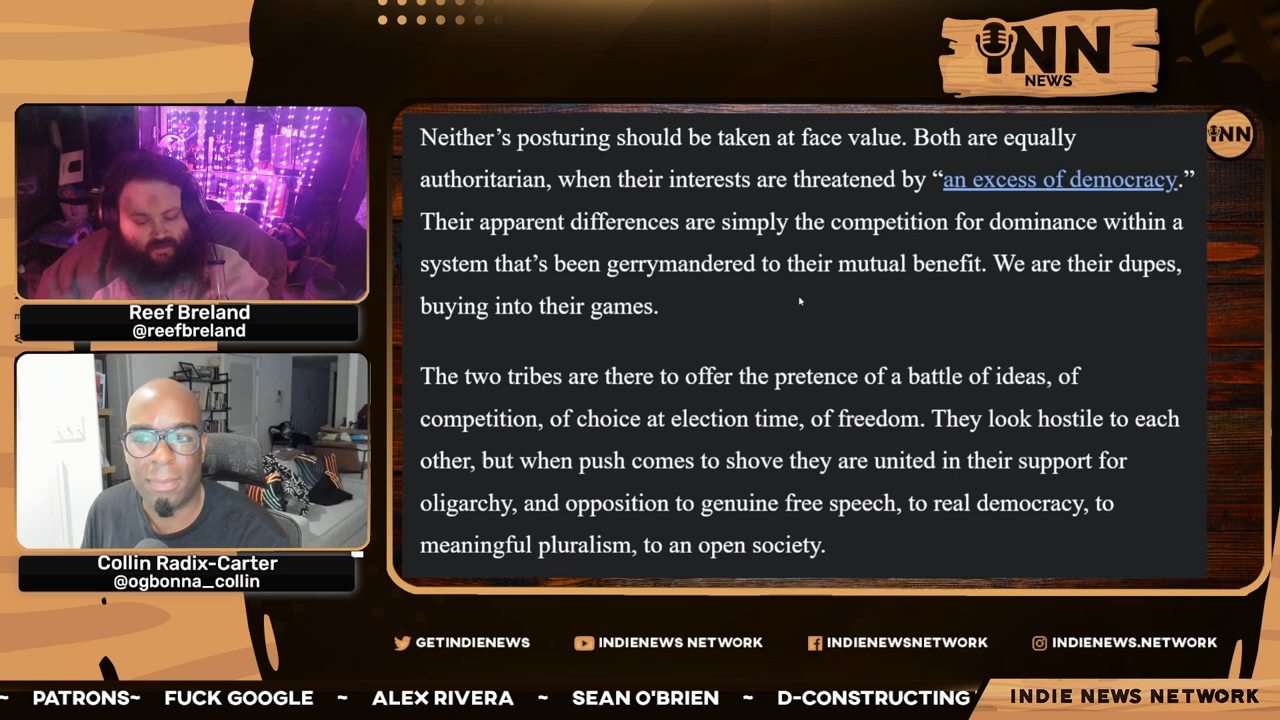 iNN
NEWS
Neither’s posturing should be taken at face value. Both are equally
authoritarian, when their interests are threatened by “an excess of democracy.”
Their apparent differences are simply the competition for dominance within a
system that’s been gerrymandered to their mutual benefit. We are their dupes,
buying into their games.
The two tribes are there to offer the pretence of a battle of ideas, of
competition, of choice at election time, of freedom. They look hostile to each
other, but when push comes to shove they are united in their support for
oligarchy, and opposition to genuine free speech, to real democracy, to
meaningful pluralism, to an open society.
iNN
Reef Breland
@reefbreland
Collin Radix-Carter
@ogbonna_collin
GETINDIENEWS
INDIENEWS NETWORK
INDIENEWSNETWORK
INDIENEWS.NETWORK
~ PATRONS~ FUCK GOOGLE ~ ALEX RIVERA ~ SEAN O'BRIEN ~ D-CONSTRUCTING
INDIE NEWS NETWORK